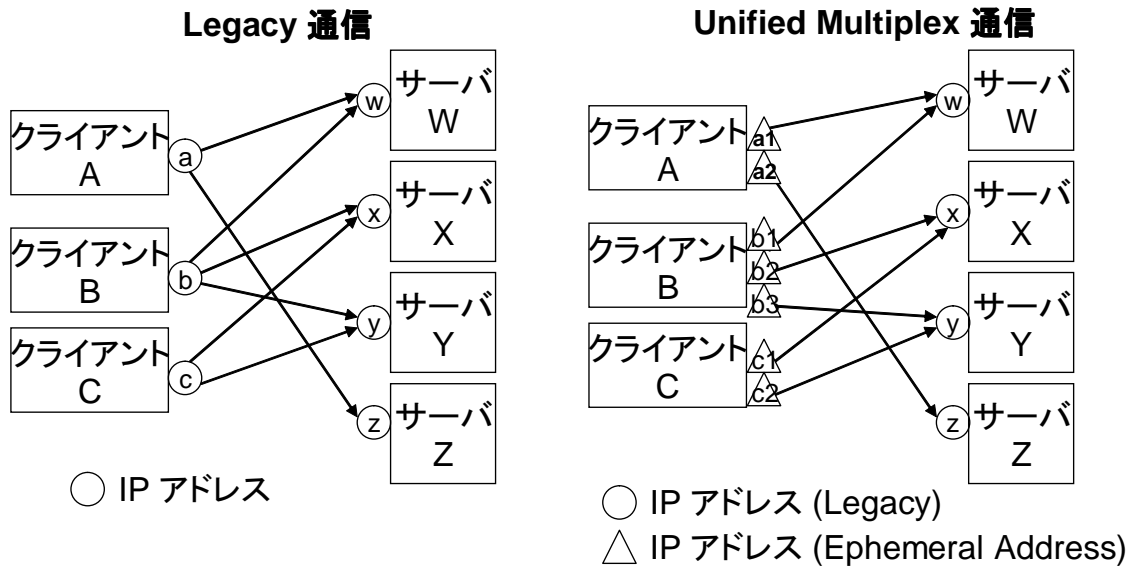 Legacy 通信
クライアント
A
クライアント
B
クライアント
C
a
b
c
w
x
y
z
サーバ
W
サーバ
X
サーバ
Y
サーバ
Z
IP アドレス
Unified Multiplex 通信
クライアント
A
クライアント
B
クライアント
C
a1
a2
b1
b2
b3
c1
c2
w
x
y
z
サーバ
W
サーバ
X
サーバ
Y
サーバ
Z
IP アドレス (Legacy)
IP アドレス (Ephemeral Address)